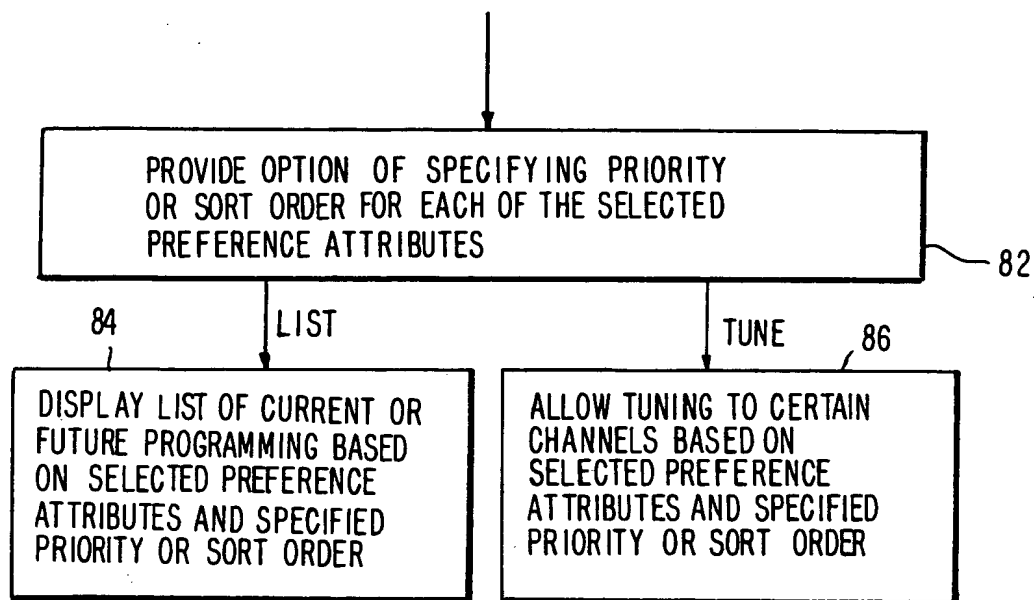 PROVIDE OPTION OF SPECIFYING PRIORITY
OR SORT ORDER FOR EACH OF THE SELECTED
PREFERENCE ATTRIBUTES
82
84
LIST
TUNE
86
DISPLAY LIST OF CURRENT OR
FUTURE PROGRAMMING BASED
ON SELECTED PREFERENCE
ATTRIBUTES AND SPECIFIED
PRIORITY OR SORT ORDER
ALLOW TUNING TO CERTAIN
CHANNELS BASED ON
SELECTED PREFERENCE
ATTRIBUTES AND SPECIFIED
PRIORITY OR SORT ORDER